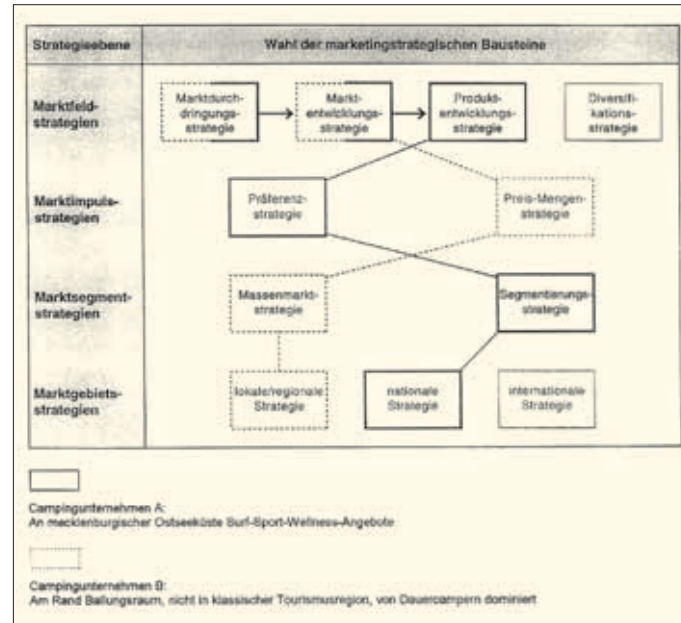 Strategieebene
Wahl der marketingstrategischen Bausteine
Marktfeld-
strategien
Marktdurch-
dringungs-
strategie
Markt-
entwicklungs-
strategie
Produkt-
entwicklungs-
strategie
Diversifi-
kations-
strategie
Marktimpuls-
strategien
Präferenz-
strategie
Preis-Mengen-
strategie
Marktsegment-
strategien
Massenmarkt-
strategie
Segmentierungs-
strategie
Marktgebiets-
strategien
lokale/regionale
Strategie
nationale
Strategie
internationale
Strategie
Campingunternehmen A:
An mecklenburgischer Ostseeküste Surf-Sport-Wellness-Angebote
Campingunternehmen B:
Am Rand Ballungsraum, nicht in klassischer Tourismusregion, von Dauercampern dominiert